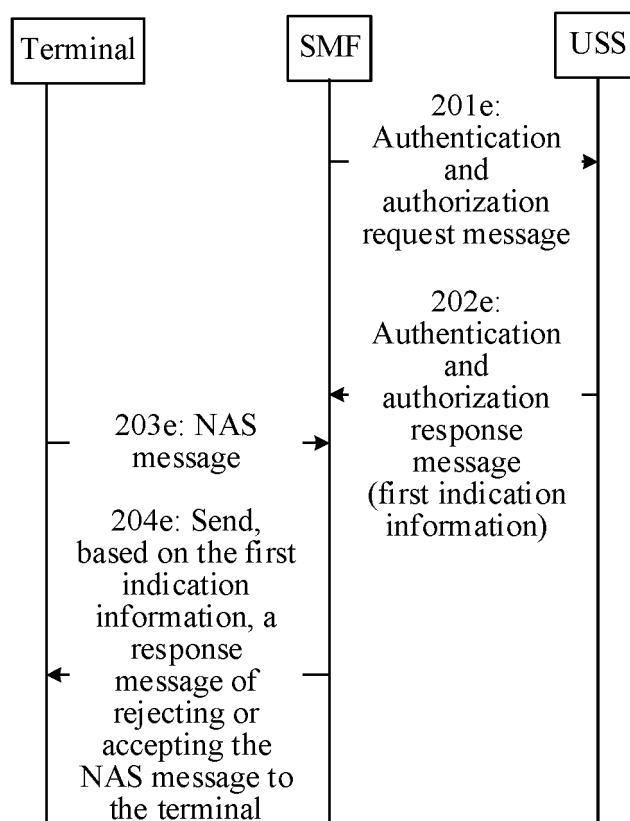 Terminal
SMF
USS
201e:
Authentication
and
authorization
request message
202e:
Authentication
and
authorization
response
message
(first indication
information)
203e: NAS
message
204e: Send,
based on the first
indication
information, a
response
message of
rejecting or
accepting the
NAS message to
the terminal